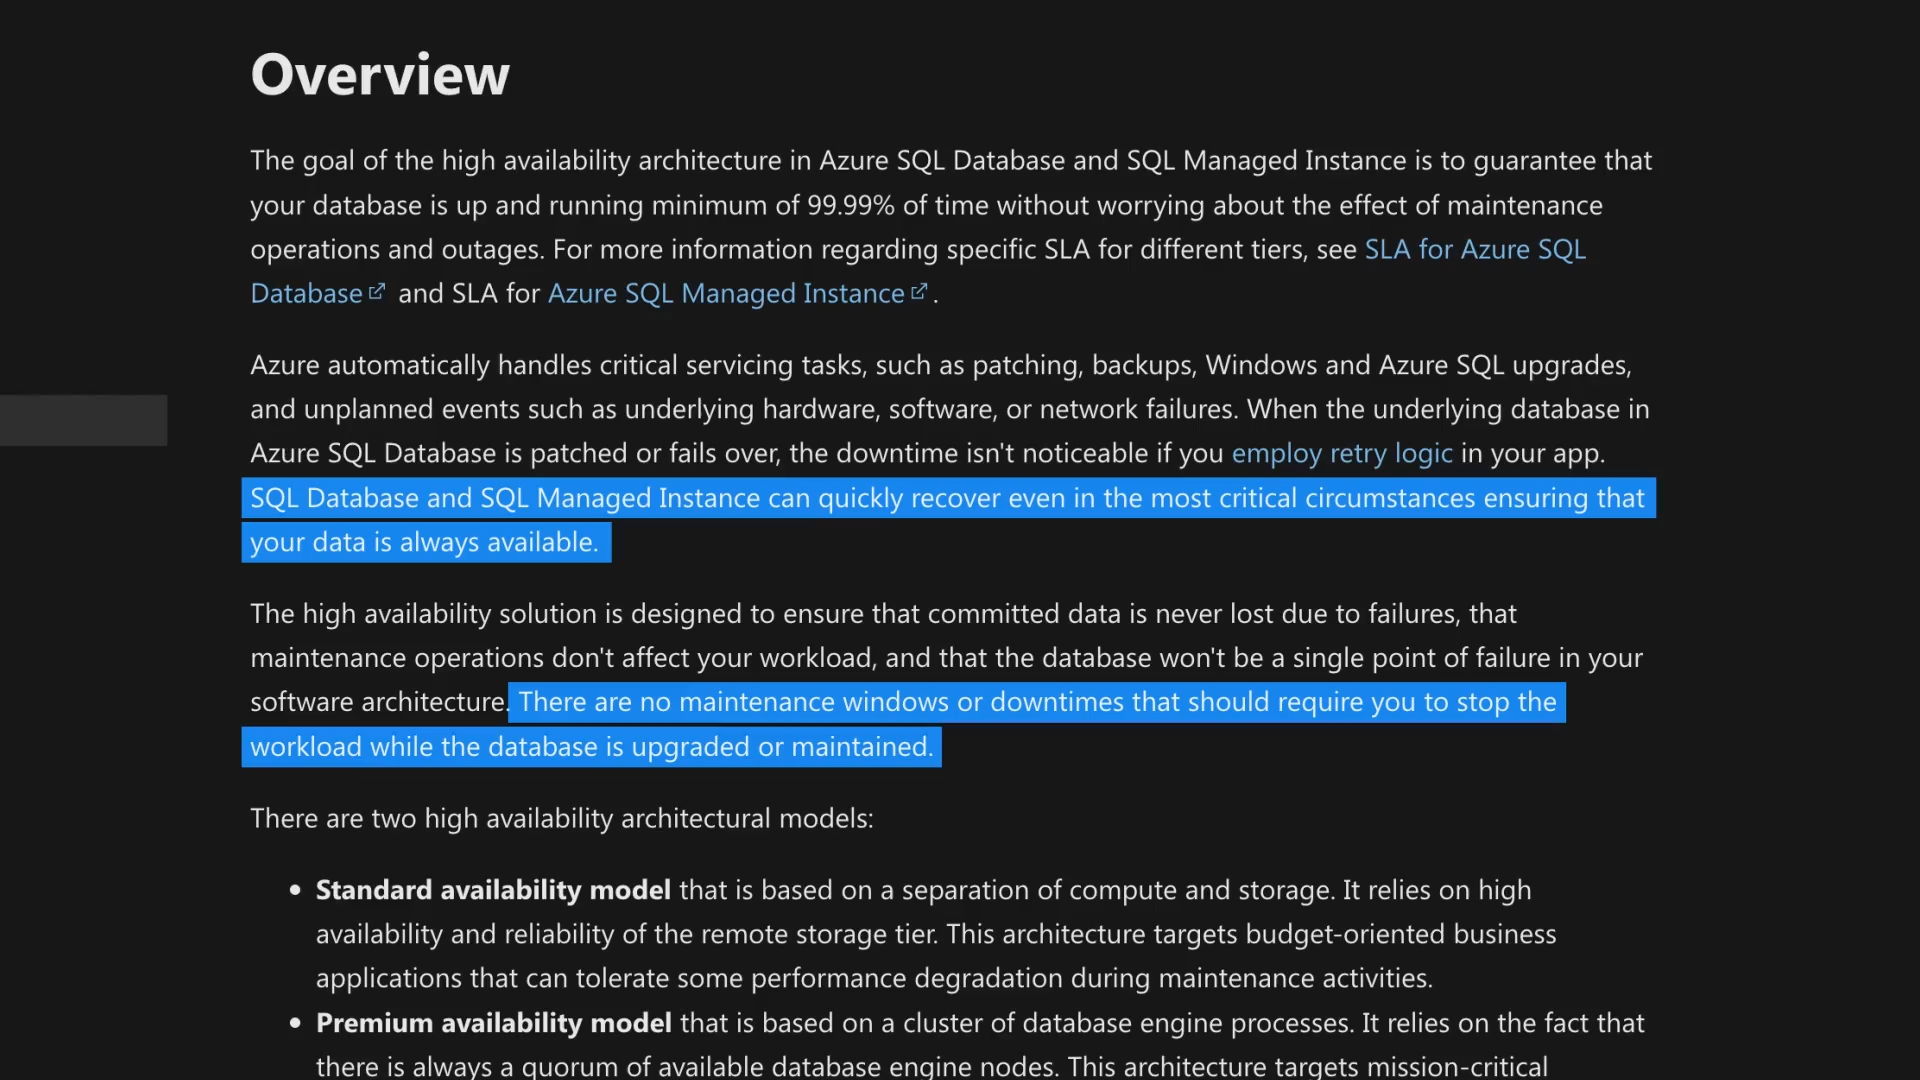 Overview
The goal of the high availability architecture in Azure SQL Database and SQL Managed Instance is to guarantee that
your database is up and running minimum of 99.99% of time without worrying about the effect of maintenance
operations and outages. For more information regarding specific SLA for different tiers, see SLA for Azure SQL
Database and SLA for Azure SQL Managed Instance .
Azure automatically handles critical servicing tasks, such as patching, backups, Windows and Azure SQL upgrades,
and unplanned events such as underlying hardware, software, or network failures. When the underlying database in
Azure SQL Database is patched or fails over, the downtime isn't noticeable if you employ retry logic in your app.
SQL Database and SQL Managed Instance can quickly recover even in the most critical circumstances ensuring that
your data is always available.
The high availability solution is designed to ensure that committed data is never lost due to failures, that
maintenance operations don't affect your workload, and that the database won't be a single point of failure in your
software architecture. There are no maintenance windows or downtimes that should require you to stop the
workload while the database is upgraded or maintained.
There are two high availability architectural models:
• Standard availability model that is based on a separation of compute and storage. It relies on high
availability and reliability of the remote storage tier. This architecture targets budget-oriented business
applications that can tolerate some performance degradation during maintenance activities.
• Premium availability model that is based on a cluster of database engine processes. It relies on the fact that
there is always a quorum of available database engine nodes. This architecture targets mission-critical